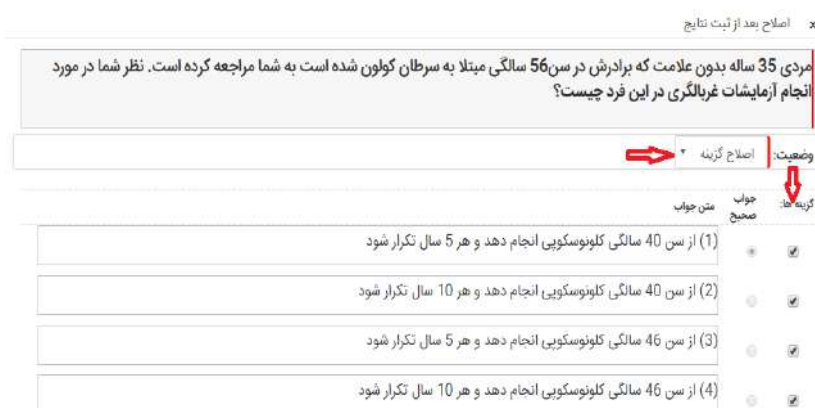 x اصلاح بعد از ثبت نتایج
مردی 35 ساله بدون علامت که برادرش در سن56 سالگی مبتلا به سرطان کولون شده است به شما مراجعه کرده است. نظر شما در مورد
انجام آزمایشات غربالگری در این فرد چیست؟
وضعیت: اصلاح گزینه
گزینه ها: جواب صحیح متن جواب
(1) از سن 40 سالگی کلونوسکوپی انجام دهد و هر 5 سال تکرار شود
(2) از سن 40 سالگی کلونوسکوپی انجام دهد و هر 10 سال تکرار شود
(3) از سن 46 سالگی کلونوسکوپی انجام دهد و هر 5 سال تکرار شود
(4) از سن 46 سالگی کلونوسکوپی انجام دهد و هر 10 سال تکرار شود